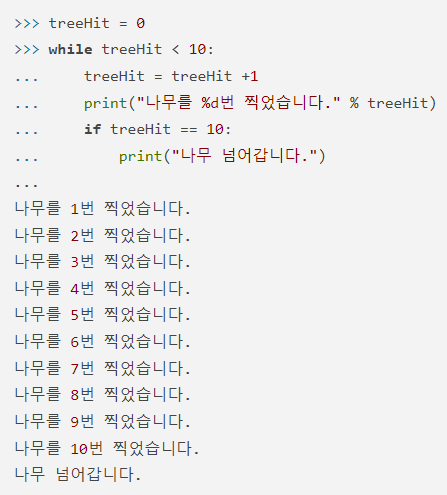 >>> treeHit = 0
>>> while treeHit < 10:
...     treeHit = treeHit +1
...     print("나무를 %d번 찍었습니다." % treeHit)
...     if treeHit == 10:
...         print("나무 넘어갑니다.")
...
나무를 1번 찍었습니다.
나무를 2번 찍었습니다.
나무를 3번 찍었습니다.
나무를 4번 찍었습니다.
나무를 5번 찍었습니다.
나무를 6번 찍었습니다.
나무를 7번 찍었습니다.
나무를 8번 찍었습니다.
나무를 9번 찍었습니다.
나무를 10번 찍었습니다.
나무 넘어갑니다.